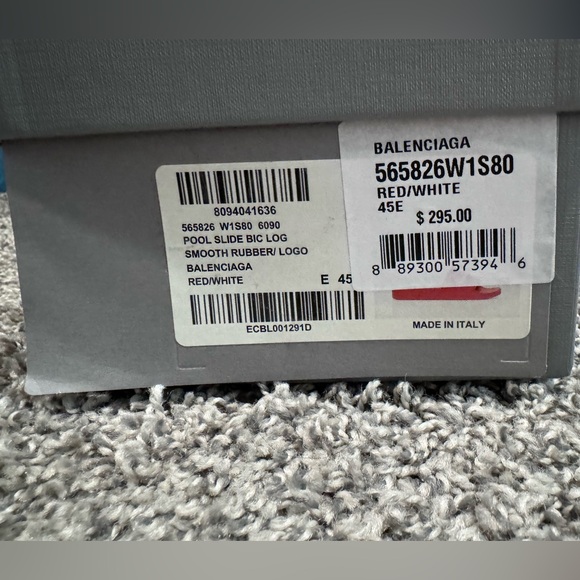 BALENCIAGA
565826W1S80
RED/WHITE
45E
$ 295.00
8 89300 57394 6
8094041636
565826 W1S80 6090
POOL SLIDE BIC LOG
SMOOTH RUBBER/ LOGO
BALENCIAGA
RED/WHITE E 45
ECBL001291D
MADE IN ITALY